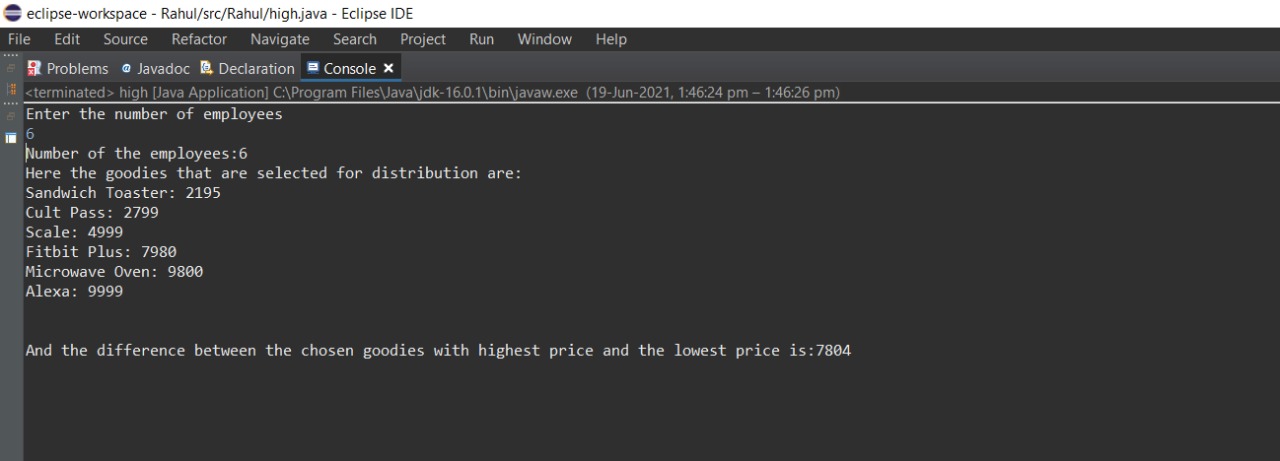 eclipse-workspace - Rahul/src/Rahul/high.java - Eclipse IDE
File Edit Source Refactor Navigate Search Project Run Window Help
Problems @ Javadoc Declaration Console
<terminated> high [Java Application] C:\Program Files\Java\jdk-16.0.1\bin\javaw.exe (19-Jun-2021, 1:46:24 pm – 1:46:26 pm)
Enter the number of employees
6
Number of the employees:6
Here the goodies that are selected for distribution are:
Sandwich Toaster: 2195
Cult Pass: 2799
Scale: 4999
Fitbit Plus: 7980
Microwave Oven: 9800
Alexa: 9999
And the difference between the chosen goodies with highest price and the lowest price is:7804